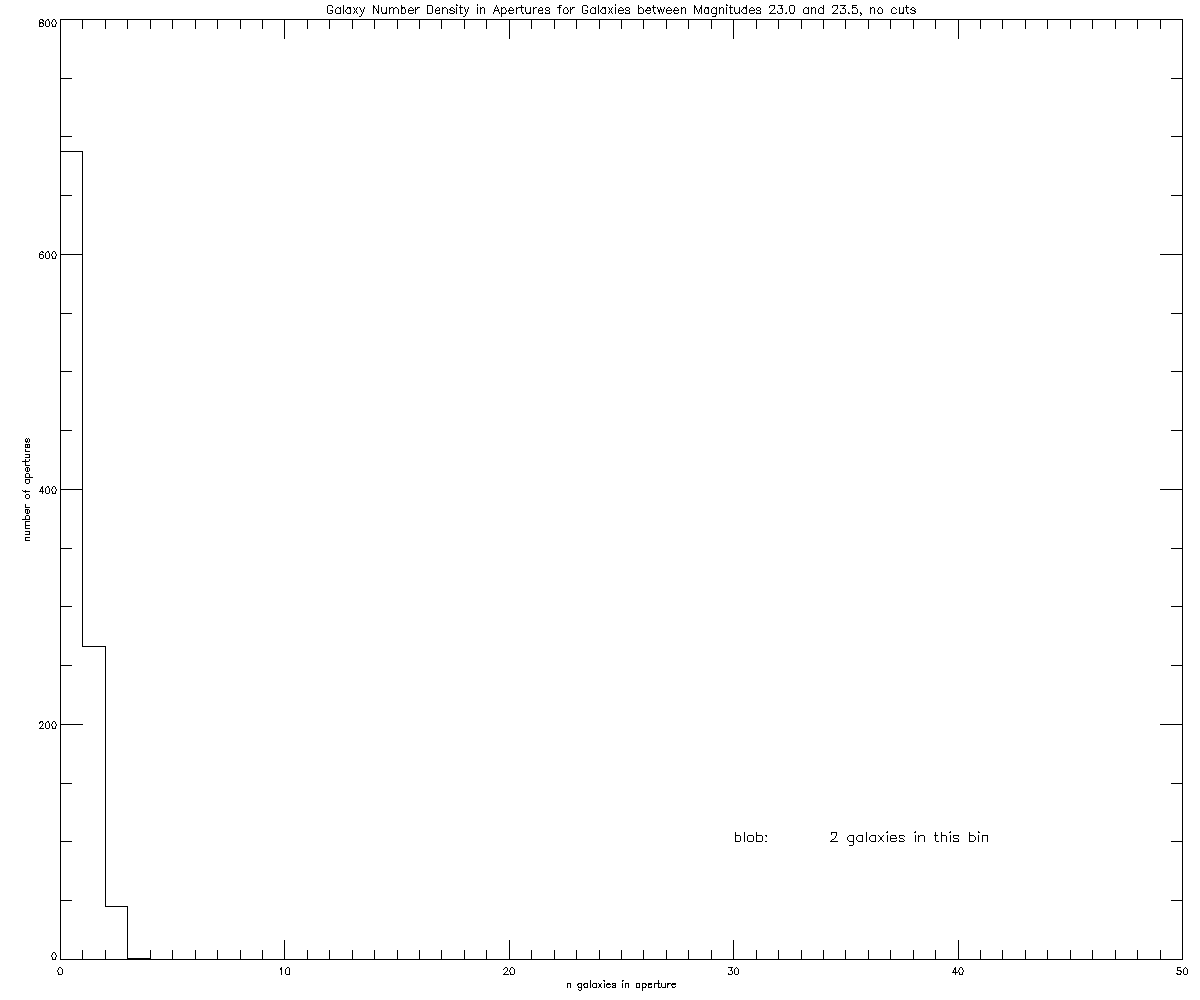 Galaxy Number Density in Apertures for Galaxies between Magnitudes 23.0 and 23.5, no cuts
800
600
400
200
0
number of apertures
blob: 2 galaxies in this bin
0 10 20 30 40 50
n galaxies in aperture